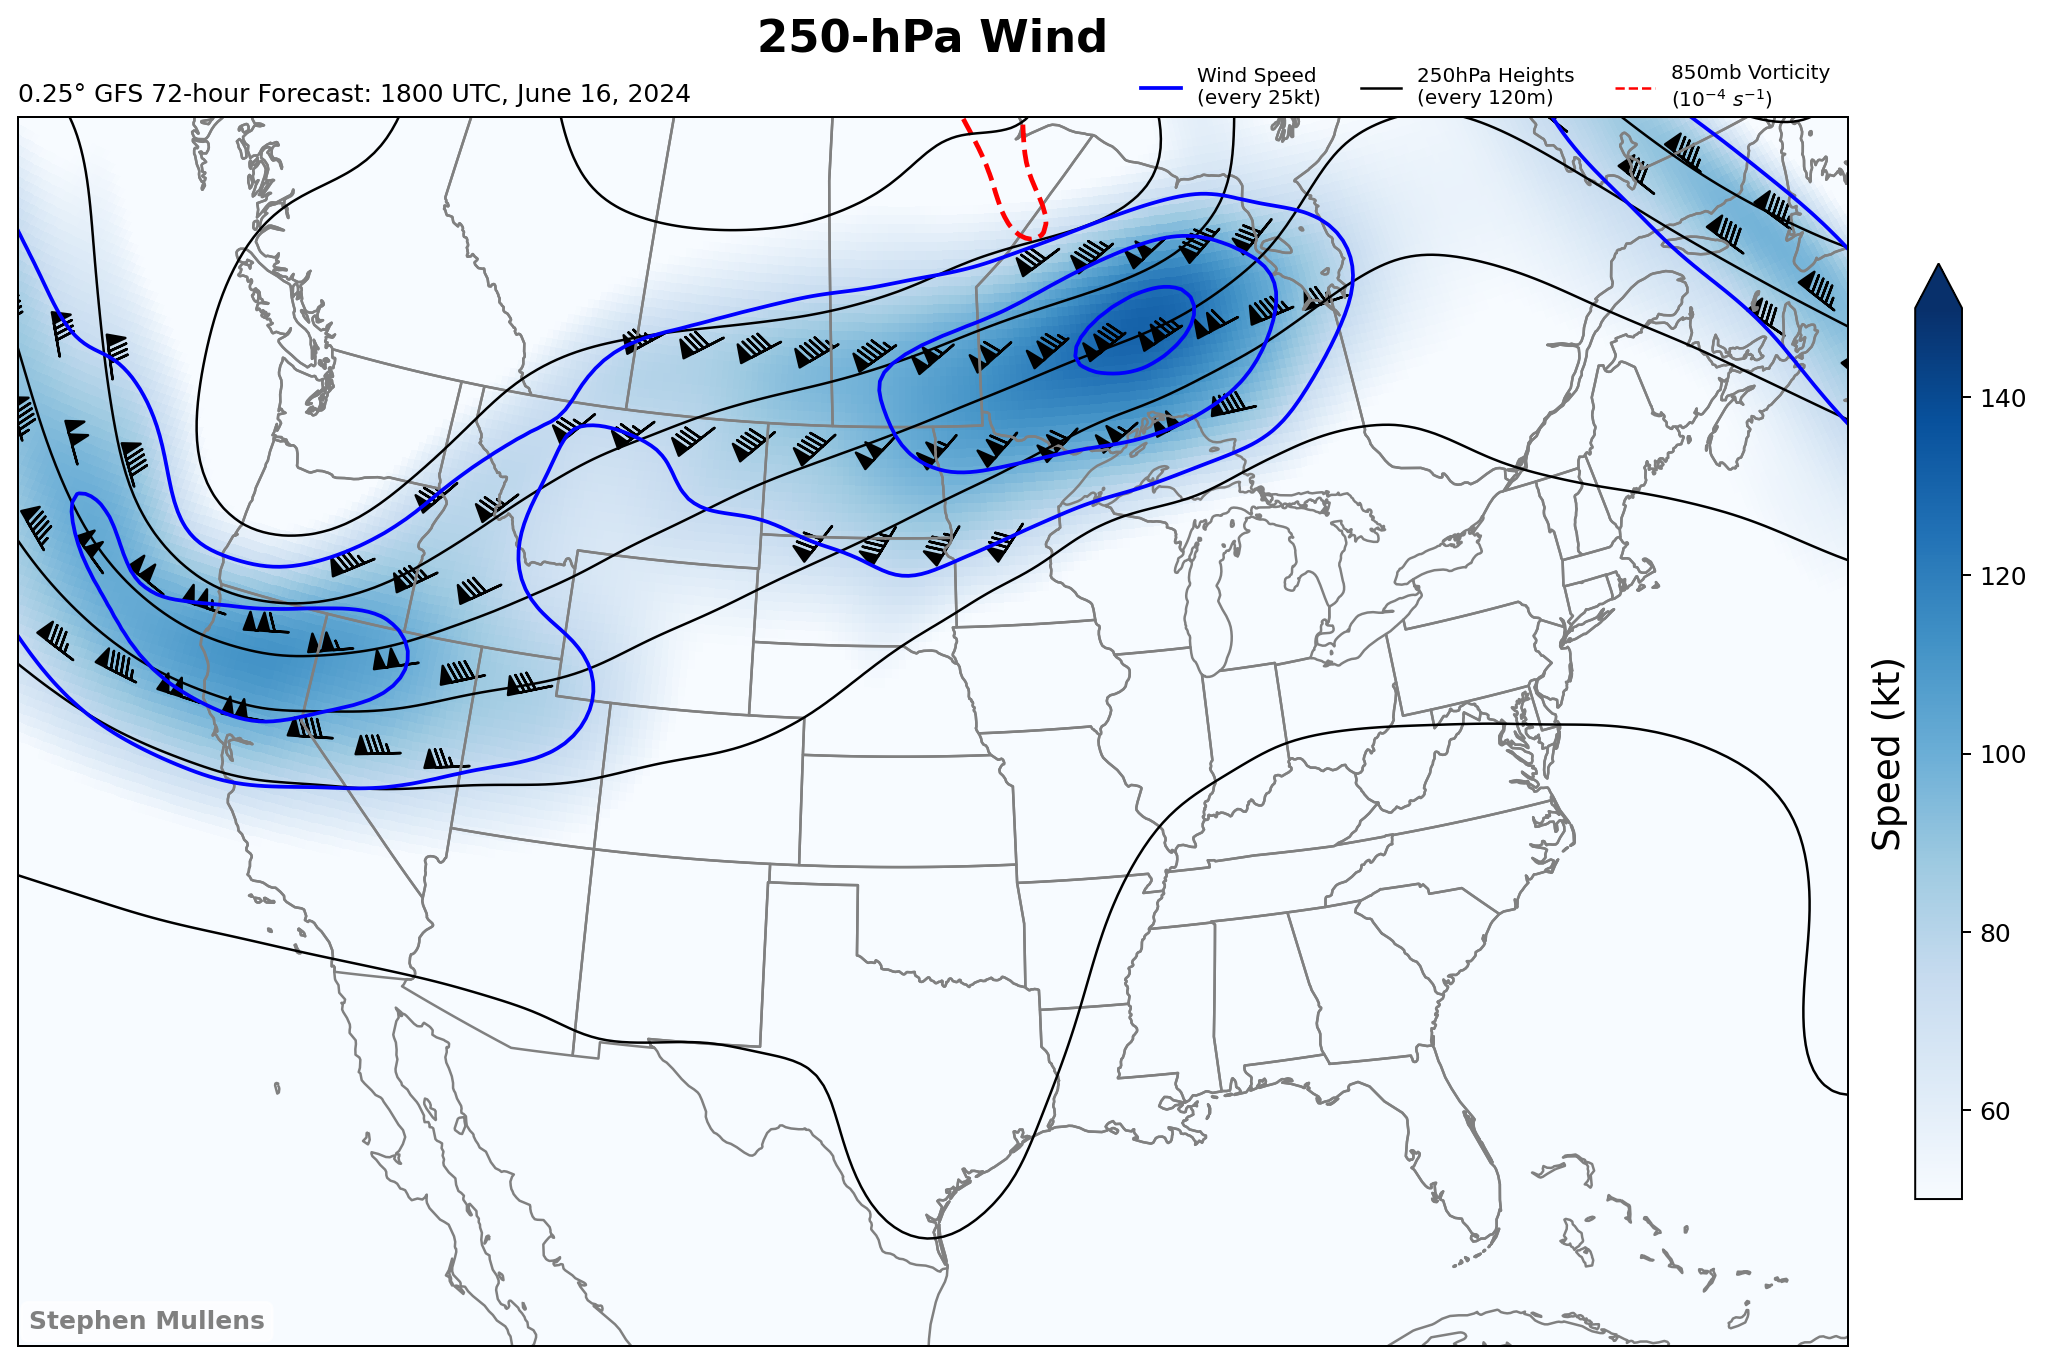 250-hPa Wind
0.25° GFS 72-hour Forecast: 1800 UTC, June 16, 2024
Wind Speed
(every 25kt)
250hPa Heights
(every 120m)
850mb Vorticity
(10⁻⁴ s⁻¹)
140
120
100
80
60
Speed (kt)
Stephen Mullens